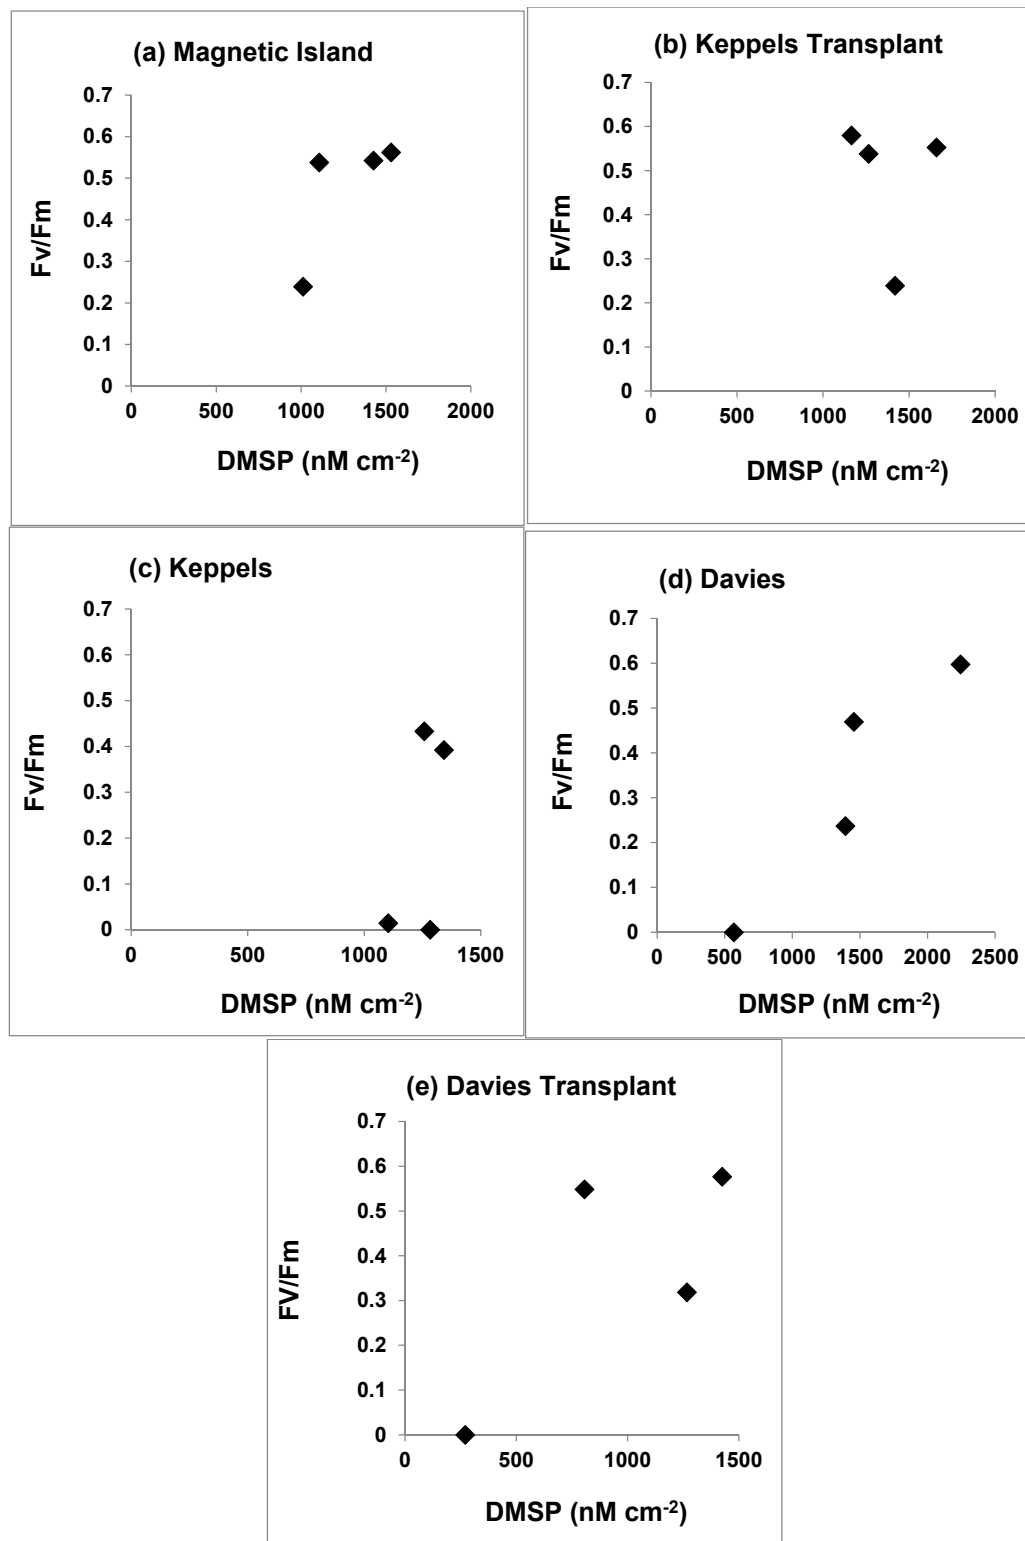 (a) Magnetic Island
0.7
0.6
0.5
0.4
0.3
0.2
0.1
0
Fv/Fm
0 500 1000 1500 2000
DMSP (nM cm-2)
(b) Keppels Transplant
0.7
0.6
0.5
0.4
0.3
0.2
0.1
0
Fv/Fm
0 500 1000 1500 2000
DMSP (nM cm-2)
(c) Keppels
0.7
0.6
0.5
0.4
0.3
0.2
0.1
0
Fv/Fm
0 500 1000 1500
DMSP (nM cm-2)
(d) Davies
0.7
0.6
0.5
0.4
0.3
0.2
0.1
0
Fv/Fm
0 500 1000 1500 2000 2500
DMSP (nM cm-2)
(e) Davies Transplant
0.7
0.6
0.5
0.4
0.3
0.2
0.1
0
FV/Fm
0 500 1000 1500
DMSP (nM cm-2)